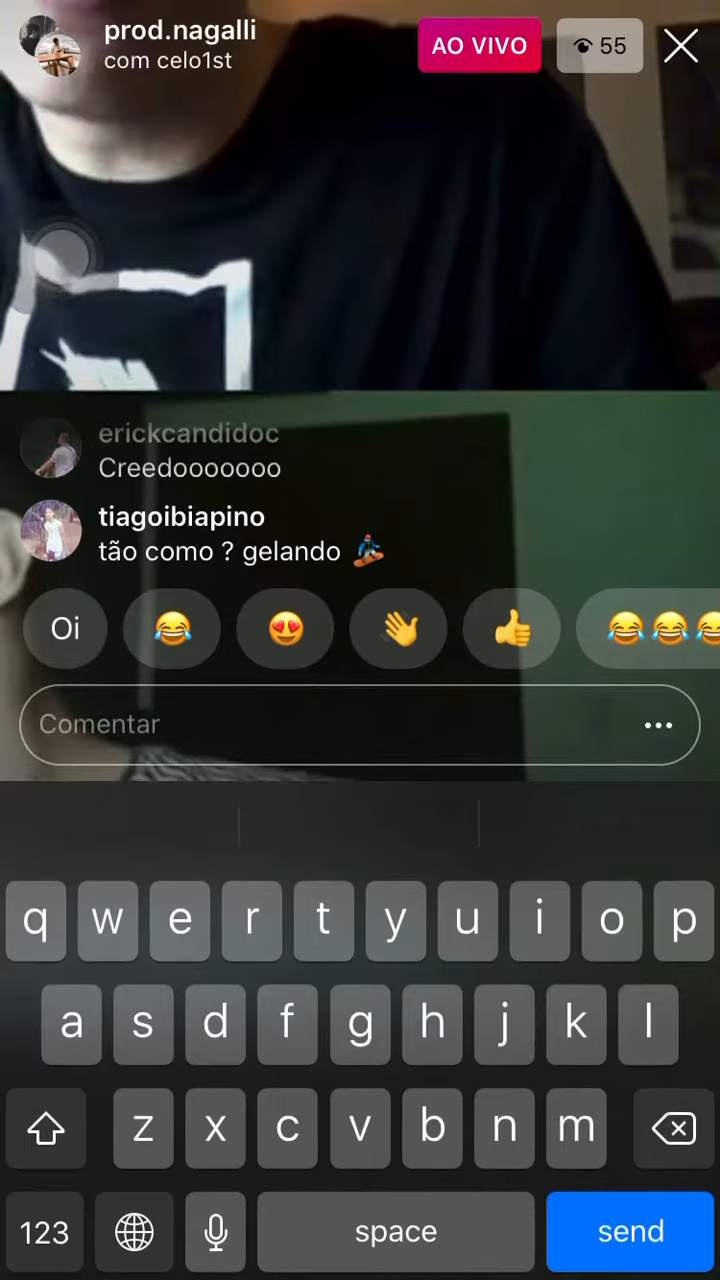 prod.nagalli
com celo1st
AO VIVO
55
erickcandidoc
Creedooooooo
tiagoibiapino
tão como ? gelando 🏂
Oi 😂 😍 👋 👍 😂😂😂
Comentar
q w e r t y u i o p
a s d f g h j k l
z x c v b n m
123 space send